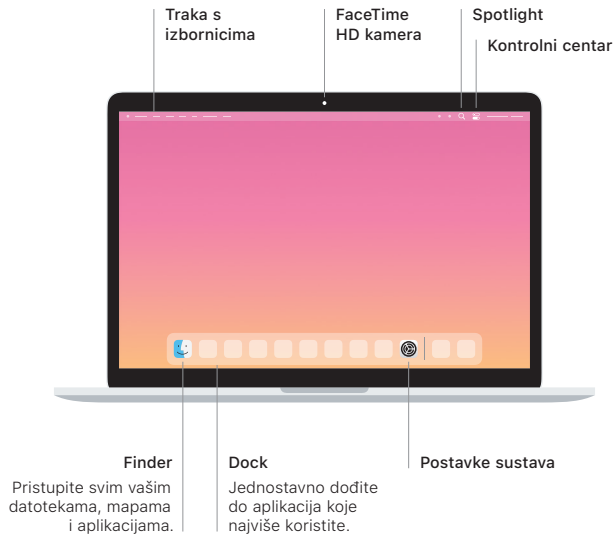 Traka s
izbornicima
FaceTime
HD kamera
Spotlight
Kontrolni centar
Finder
Pristupite svim vašim
datotekama, mapama
i aplikacijama.
Dock
Jednostavno dođite
do aplikacija koje
najviše koristite.
Postavke sustava